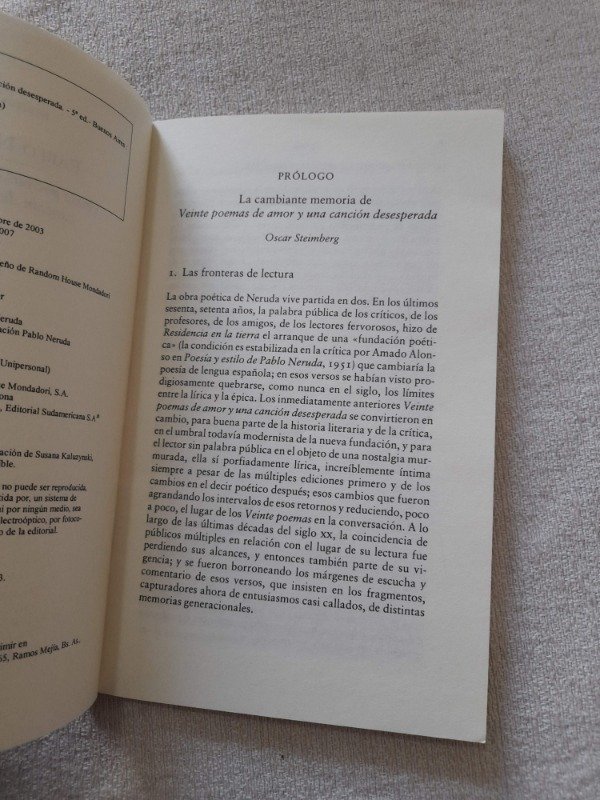 ción desesperada. - 5ª ed.- Buenos Aires
bre de 2003
007
eño de Random House Mondadori
er
eruda
ación Pablo Neruda
(Unipersonal)
e Mondadori, S.A.
ona
, Editorial Sudamericana S.A.ª
ación de Susana Kaluzynski,
ible.
no puede ser reproducida,
ida por, un sistema de
ni por ningún medio, sea
lectroóptico, por fotoco-
o de la editorial.
3.
imir en
65, Ramos Mejía, Bs. As.
PRÓLOGO
La cambiante memoria de
Veinte poemas de amor y una canción desesperada
Oscar Steimberg
1. Las fronteras de lectura
La obra poética de Neruda vive partida en dos. En los últimos
sesenta, setenta años, la palabra pública de los críticos, de los
profesores, de los amigos, de los lectores fervorosos, hizo de
Residencia en la tierra el arranque de una «fundación poéti-
ca» (la condición es estabilizada en la crítica por Amado Alon-
so en Poesía y estilo de Pablo Neruda, 1951) que cambiaría la
poesía de lengua española; en esos versos se habían visto pro-
digiosamente quebrarse, como nunca en el siglo, los límites
entre la lírica y la épica. Los inmediatamente anteriores Veinte
poemas de amor y una canción desesperada se convirtieron en
cambio, para buena parte de la historia literaria y de la crítica,
en el umbral todavía modernista de la nueva fundación, y para
el lector sin palabra pública en el objeto de una nostalgia mur-
murada, ella sí porfiadamente lírica, increíblemente íntima
siempre a pesar de las múltiples ediciones primero y de los
cambios en el decir poético después; esos cambios que fueron
agrandando los intervalos de esos retornos y reduciendo, poco
a poco, el lugar de los Veinte poemas en la conversación. A lo
largo de las últimas décadas del siglo XX, la coincidencia de
públicos múltiples en relación con el lugar de su lectura fue
perdiendo sus alcances, y entonces también parte de su vi-
gencia; y se fueron borroneando los márgenes de escucha y
comentario de esos versos, que insisten en los fragmentos,
capturadores ahora de entusiasmos casi callados, de distintas
memorias generacionales.